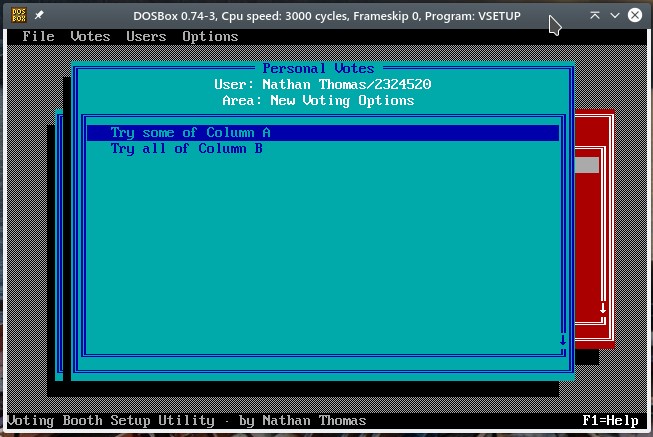 DOS BOX
DOSBox 0.74-3, Cpu speed: 3000 cycles, Frameskip 0, Program: VSETUP
File Votes Users Options
Personal Votes
User: Nathan Thomas/2324520
Area: New Voting Options
Try some of Column A
Try all of Column B
Voting Booth Setup Utility - by Nathan Thomas F1=Help